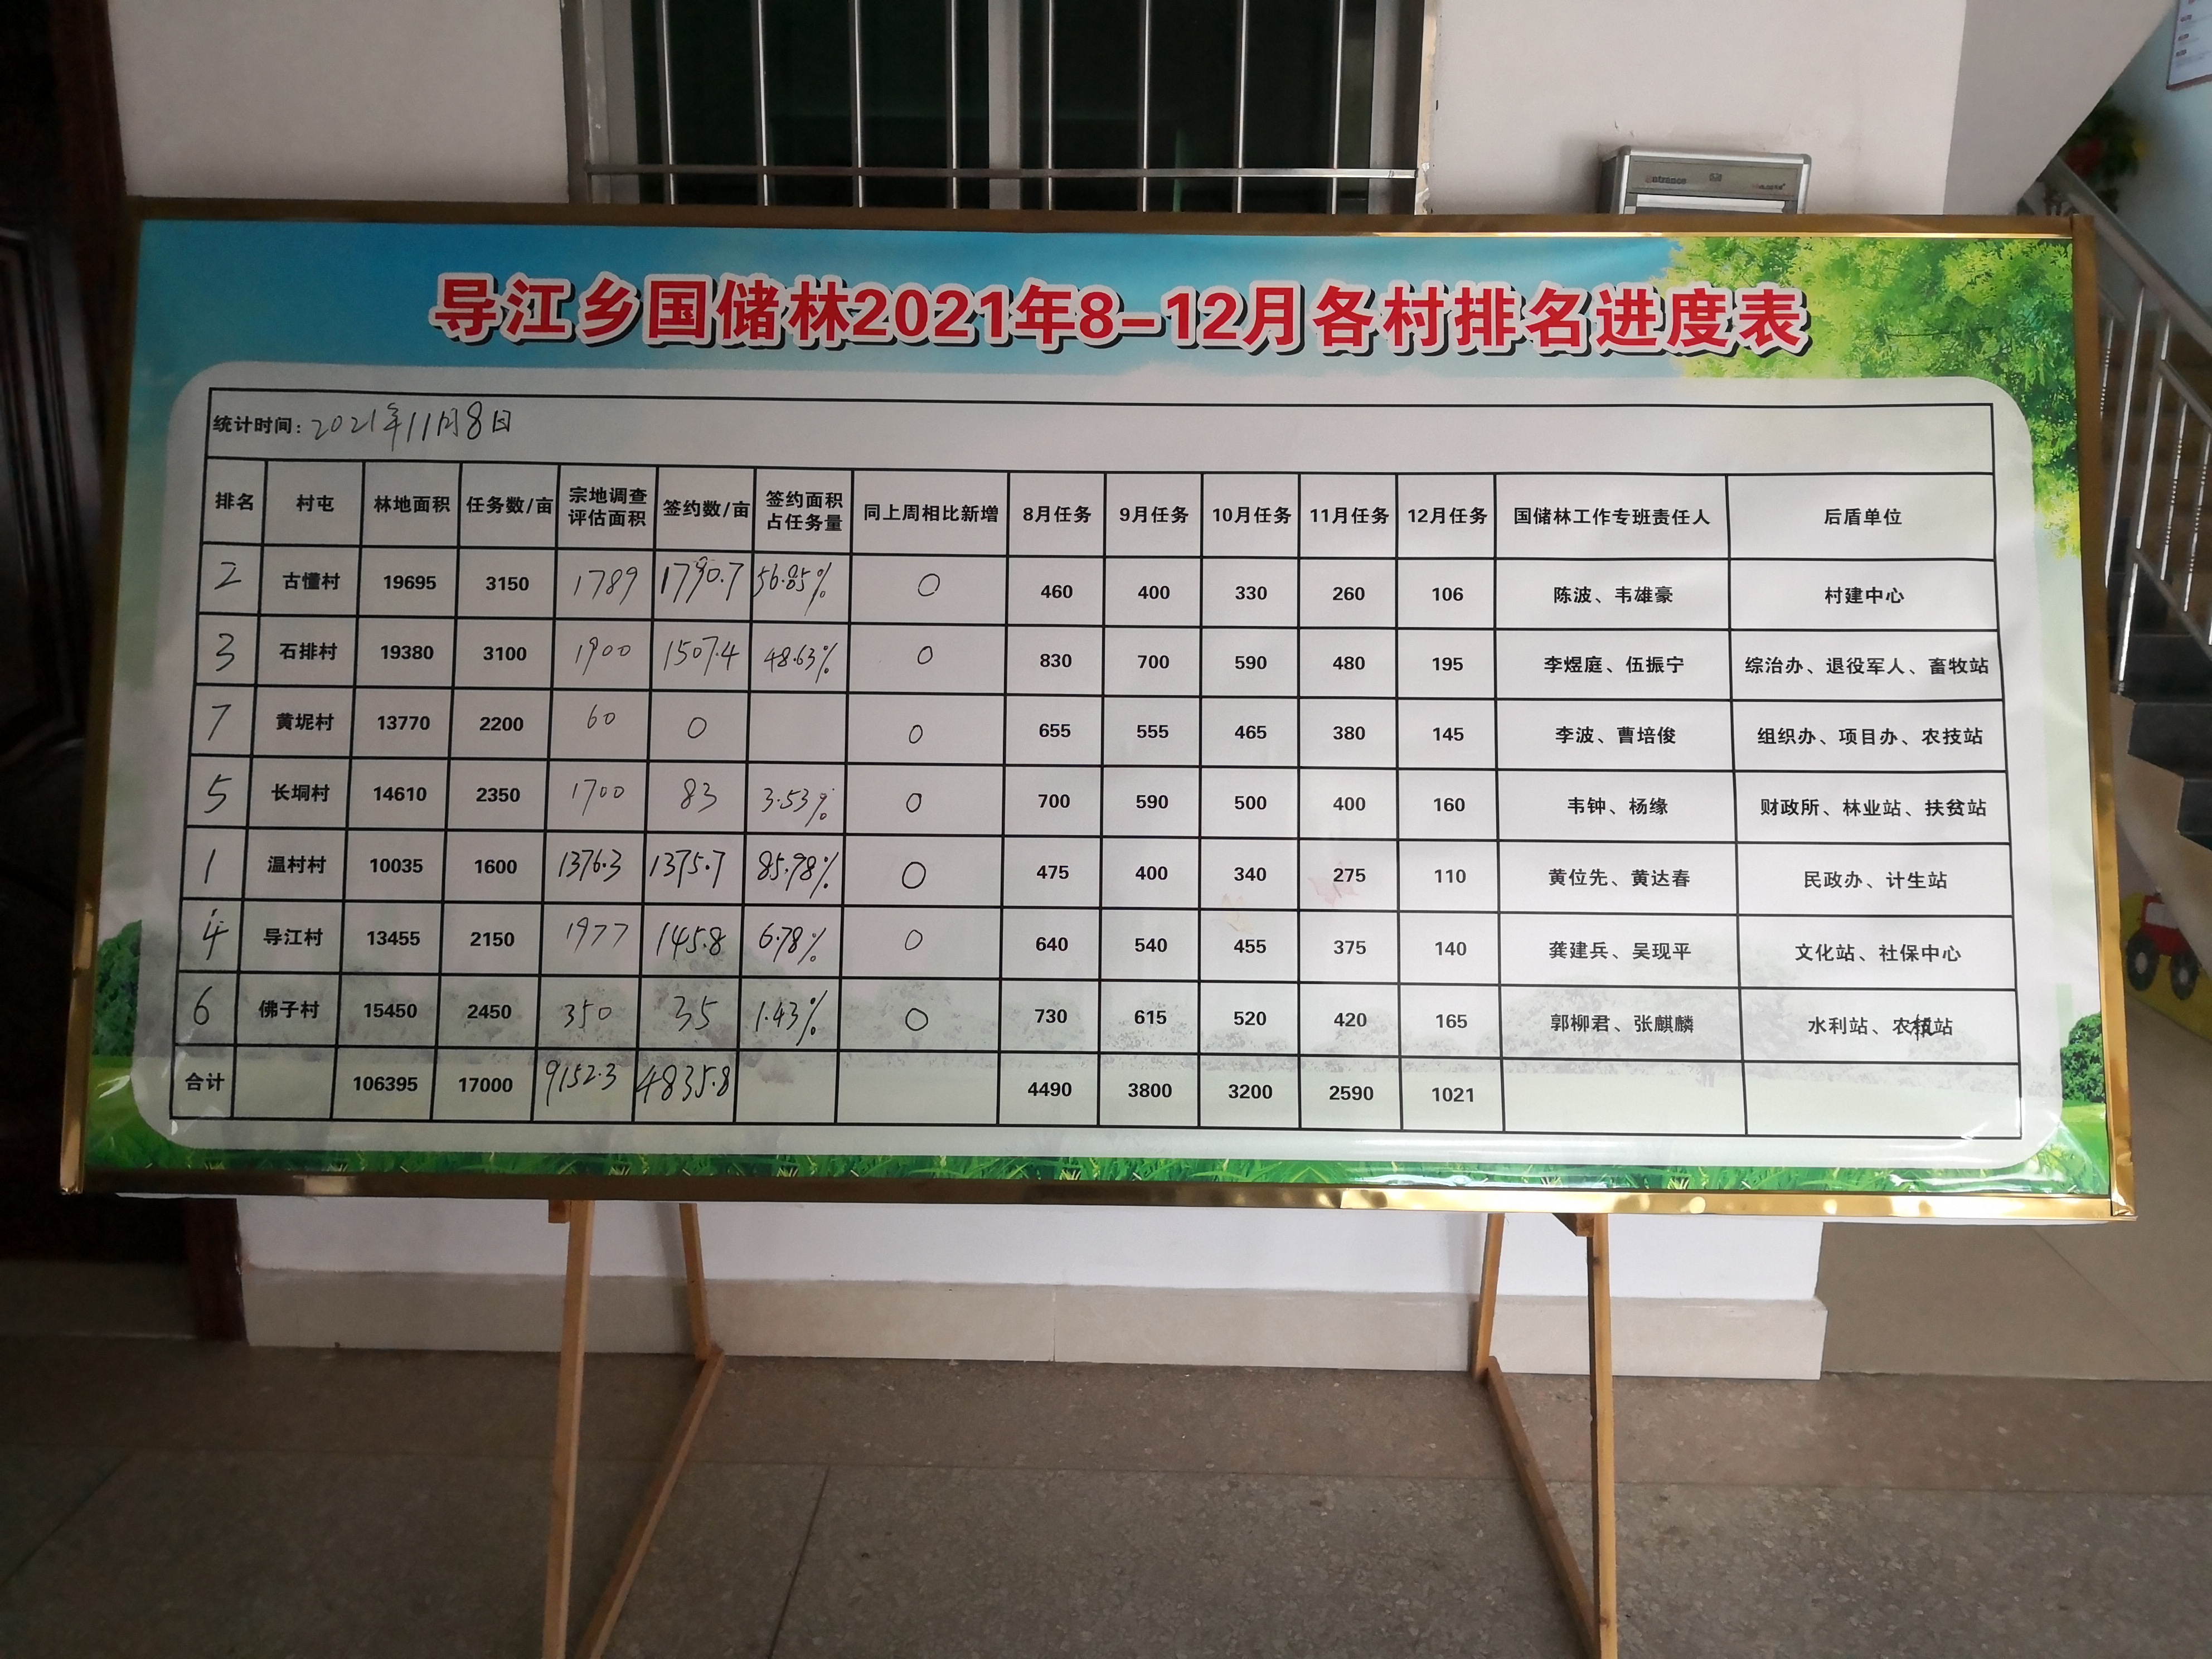 Entrance
导江乡国储林2021年8-12月各村排名进度表
统计时间: 2021年11月8日
排名 村屯 林地面积 任务数/亩 宗地调查评估面积 签约数/亩 签约面积占任务量 同上周相比新增 8月任务 9月任务 10月任务 11月任务 12月任务 国储林工作专班责任人 后盾单位
2 古懂村 19695 3150 1789 1790.7 56.85% 0 460 400 330 260 106 陈波、韦雄豪 村建中心
3 石排村 19380 3100 1900 1507.4 48.63% 0 830 700 590 480 195 李煜庭、伍振宁 综治办、退役军人、畜牧站
7 黄坭村 13770 2200 60 0 0 655 555 465 380 145 李波、曹培俊 组织办、项目办、农技站
5 长垌村 14610 2350 1700 83 3.53% 0 700 590 500 400 160 韦钟、杨缘 财政所、林业站、扶贫站
1 温村村 10035 1600 1376.3 1375.7 85.98% 0 475 400 340 275 110 黄位先、黄达春 民政办、计生站
4 导江村 13455 2150 1977 145.8 6.78% 0 640 540 455 375 140 龚建兵、吴现平 文化站、社保中心
6 佛子村 15450 2450 350 35 1.43% 0 730 615 520 420 165 郭柳君、张麒麟 水利站、农机站
合计 106395 17000 9152.3 4835.8 4490 3800 3200 2590 1021